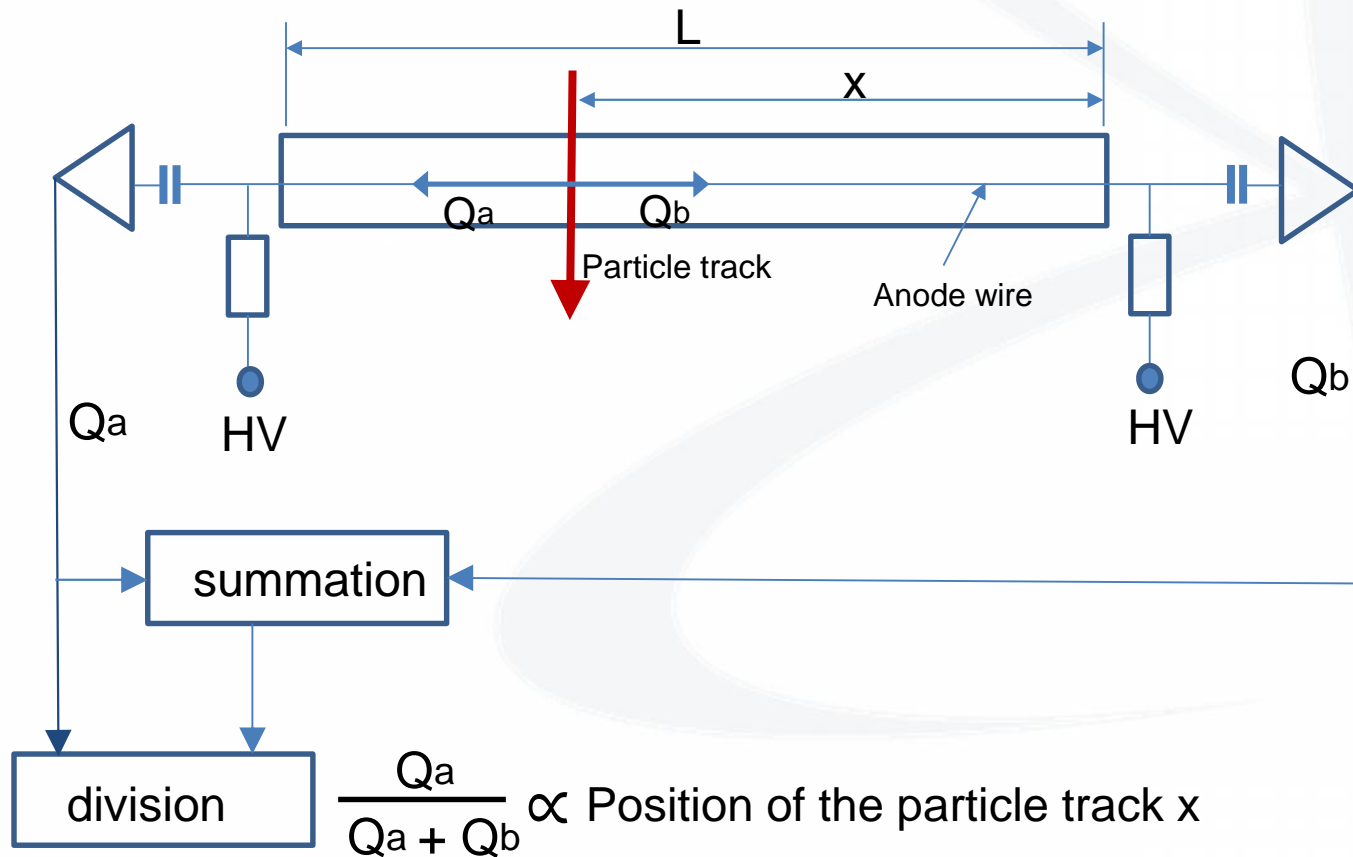 L
x
Qa
Qb
Particle track
Anode wire
Qa
HV
HV
Qb
summation
division
Qa
Qa + Qb
∝ Position of the particle track x